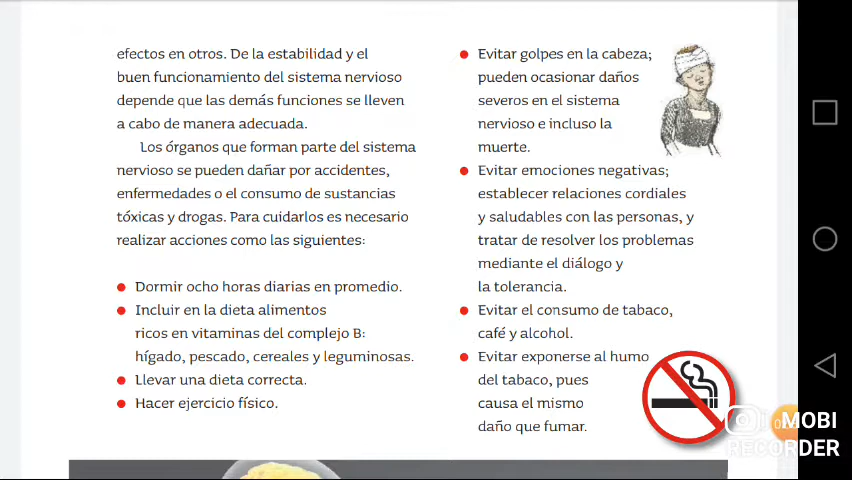 efectos en otros. De la estabilidad y el
buen funcionamiento del sistema nervioso
depende que las demás funciones se lleven
a cabo de manera adecuada.
Los órganos que forman parte del sistema
nervioso se pueden dañar por accidentes,
enfermedades o el consumo de sustancias
tóxicas y drogas. Para cuidarlos es necesario
realizar acciones como las siguientes:
Dormir ocho horas diarias en promedio.
Incluir en la dieta alimentos
ricos en vitaminas del complejo B:
hígado, pescado, cereales y leguminosas.
Llevar una dieta correcta.
Hacer ejercicio físico.
Evitar golpes en la cabeza;
pueden ocasionar daños
severos en el sistema
nervioso e incluso la
muerte.
Evitar emociones negativas;
establecer relaciones cordiales
y saludables con las personas, y
tratar de resolver los problemas
mediante el diálogo y
la tolerancia.
Evitar el consumo de tabaco,
café y alcohol.
Evitar exponerse al humo
del tabaco, pues
causa el mismo
daño que fumar.
MOBI
RECORDER